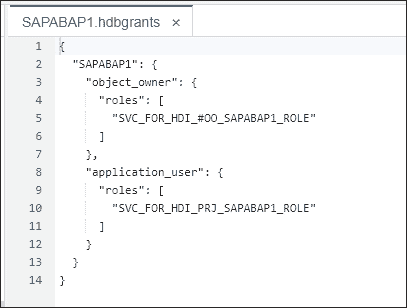 SAPABAP1.hdbgrants ×
1 {
2 "SAPABAP1": {
3 "object_owner": {
4 "roles": [
5 "SVC_FOR_HDI_#OO_SAPABAP1_ROLE"
6 ]
7 },
8 "application_user": {
9 "roles": [
10 "SVC_FOR_HDI_PRJ_SAPABAP1_ROLE"
11 ]
12 }
13 }
14 }